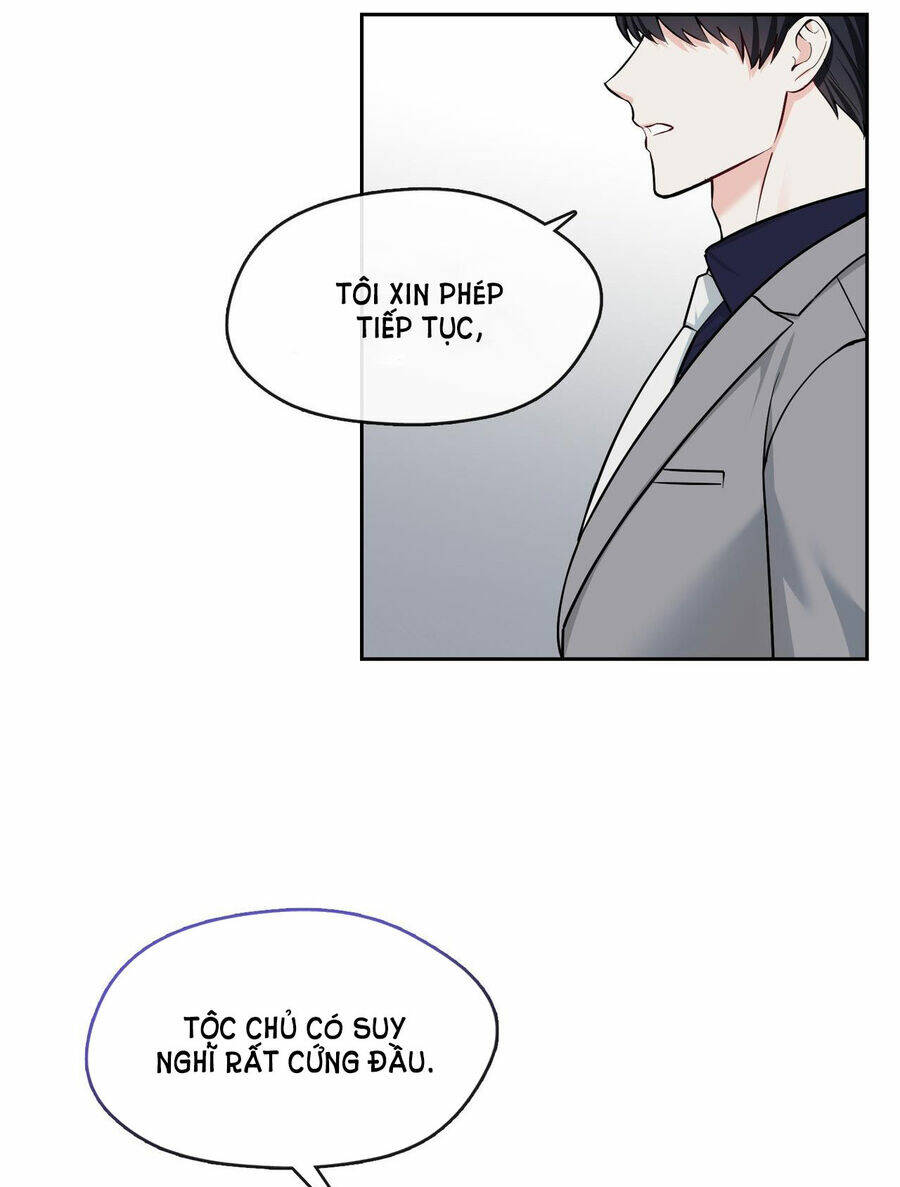 TÔI XIN PHÉP
TIẾP TỤC,
TỘC CHỦ CÓ SUY
NGHĨ RẤT CỨNG ĐẦU.